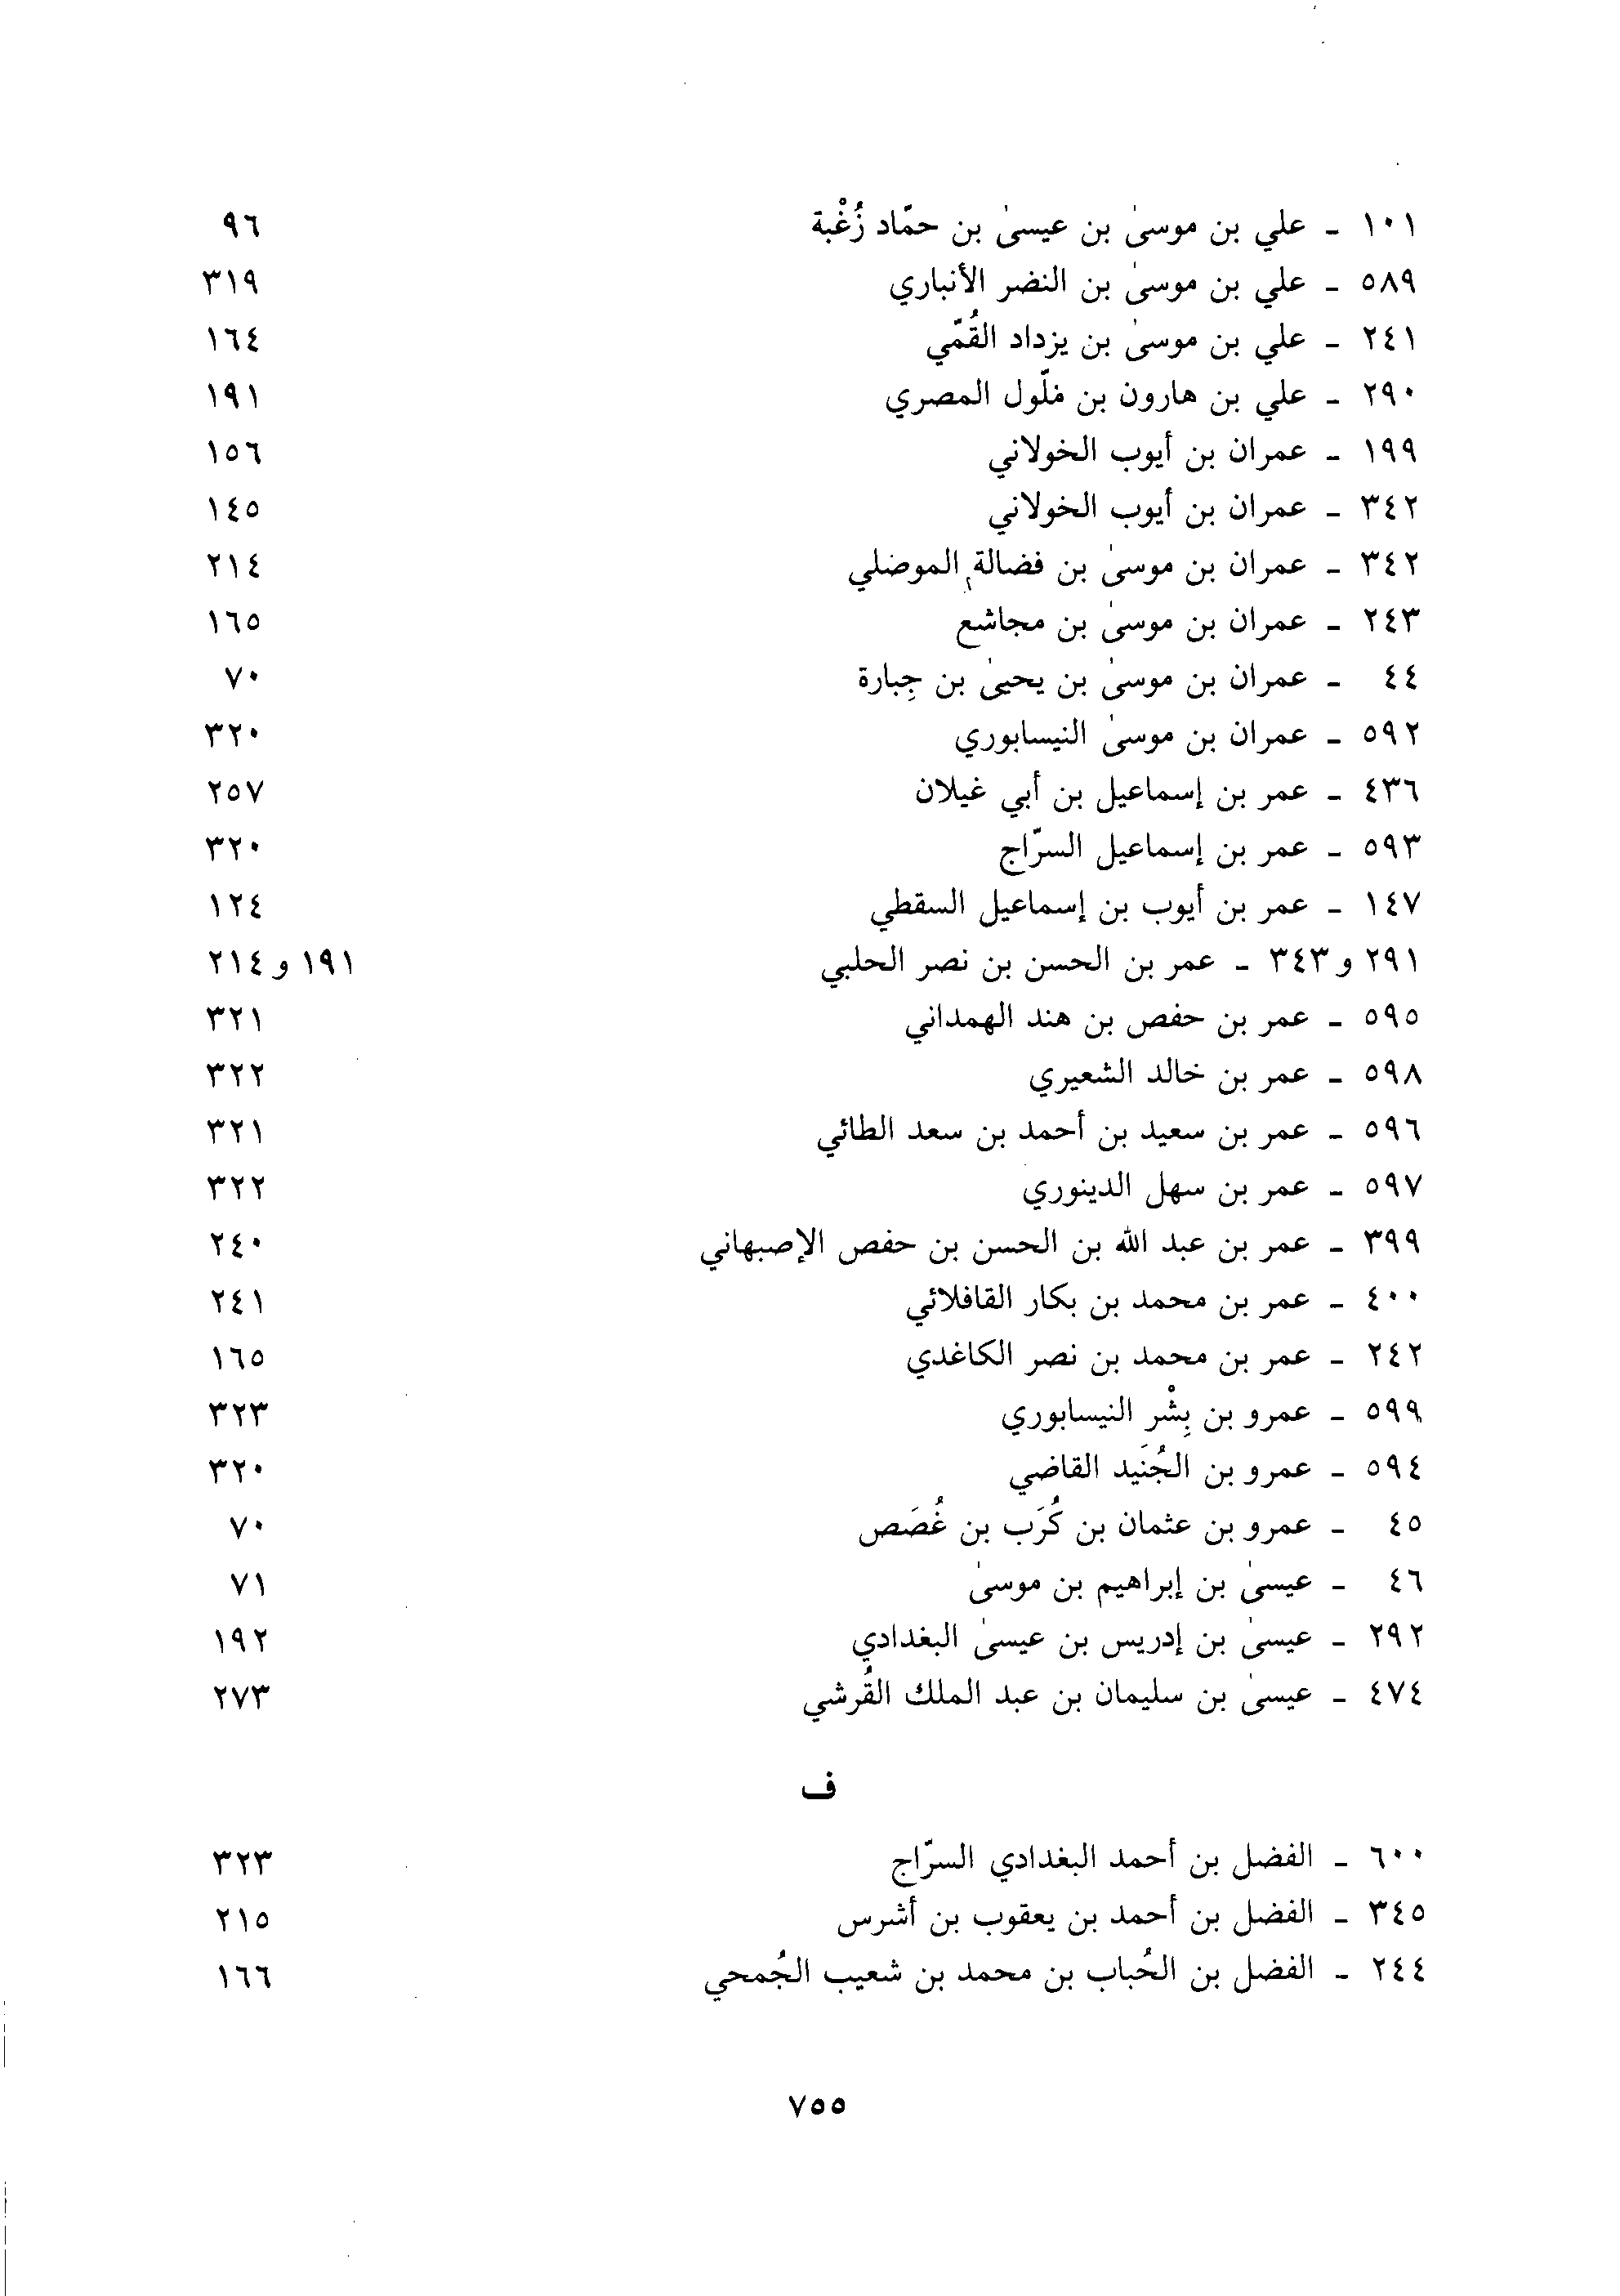 ١٠١ - علي بن موسىٰ بن عيسىٰ بن حمّاد زُغْبة ٩٦
٥٨٩ - علي بن موسىٰ بن النضر الأنباري ٣١٩
٢٤١ - علي بن موسىٰ بن يزداد القُمّي ١٦٤
٢٩٠ - علي بن هارون بن ملّول المصري ١٩١
١٩٩ - عمران بن أيوب الخولاني ١٥٦
٣٤٢ - عمران بن أيوب الخولاني ١٤٥
٣٤٢ - عمران بن موسىٰ بن فضالة الموضلي ٢١٤
٢٤٣ - عمران بن موسىٰ بن مجاشع ١٦٥
٤٤ - عمران بن موسىٰ بن يحيىٰ بن جِبارة ٧٠
٥٩٢ - عمران بن موسىٰ النيسابوري ٣٢٠
٤٣٦ - عمر بن إسماعيل بن أبي غيلان ٢٥٧
٥٩٣ - عمر بن إسماعيل السرّاج ٣٢٠
١٤٧ - عمر بن أيوب بن إسماعيل السقطي ١٢٤
٢٩١ و ٣٤٣ - عمر بن الحسن بن نصر الحلبي ١٩١ و ٢١٤
٥٩٥ - عمر بن حفص بن هند الهمداني ٣٢١
٥٩٨ - عمر بن خالد الشعيري ٣٢٢
٥٩٦ - عمر بن سعيد بن أحمد بن سعد الطائي ٣٢١
٥٩٧ - عمر بن سهل الدينوري ٣٢٢
٣٩٩ - عمر بن عبد الله بن الحسن بن حفص الإصبهاني ٢٤٠
٤٠٠ - عمر بن محمد بن بكار القافلائي ٢٤١
٢٤٢ - عمر بن محمد بن نصر الكاغدي ١٦٥
٥٩٩ - عمرو بن بِشْر النيسابوري ٣٢٣
٥٩٤ - عمرو بن الجُنَيد القاضي ٣٢٠
٤٥ - عمرو بن عثمان بن كُرَب بن غُصَص ٧٠
٤٦ - عيسىٰ بن إبراهيم بن موسىٰ ٧١
٢٩٢ - عيسىٰ بن إدريس بن عيسىٰ البغدادي ١٩٢
٤٧٤ - عيسىٰ بن سليمان بن عبد الملك القُرشي ٢٧٣
ف
٦٠٠ - الفضل بن أحمد البغدادي السرّاج ٣٢٣
٣٤٥ - الفضل بن أحمد بن يعقوب بن أشرس ٢١٥
٢٤٤ - الفضل بن الحُباب بن محمد بن شعيب الجُمحي ١٦٦
٧٥٥